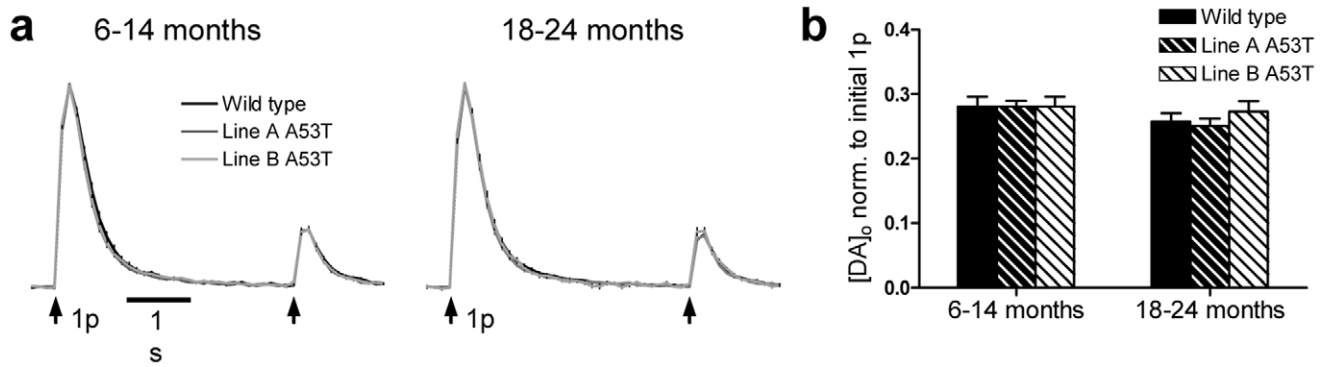 a
6-14 months
18-24 months
Wild type
Line A A53T
Line B A53T
1p
1
s
1p
b
[DA]o norm. to initial 1p
0.4
0.3
0.2
0.1
0.0
Wild type
Line A A53T
Line B A53T
6-14 months
18-24 months